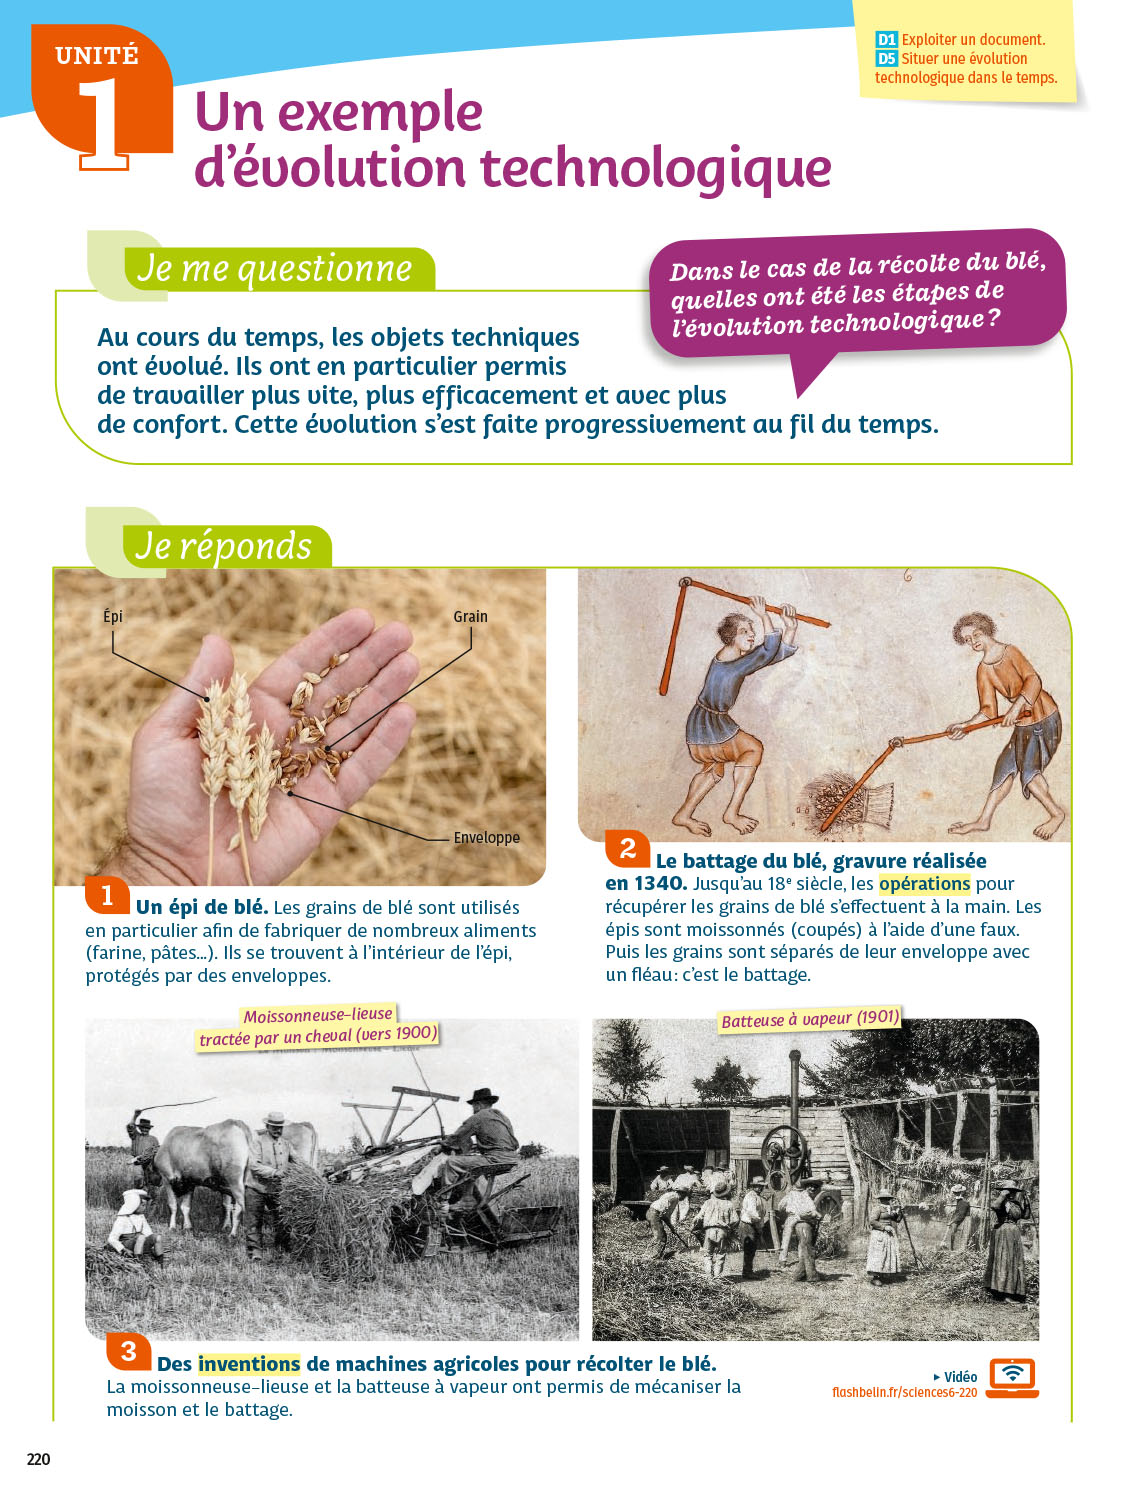 UNITÉ
1
D1 Exploiter un document.
D5 Situer une évolution
technologique dans le temps.
Un exemple
d'évolution technologique
Je me questionne
Dans le cas de la récolte du blé,
quelles ont été les étapes de
l'évolution technologique ?
Au cours du temps, les objets techniques
ont évolué. Ils ont en particulier permis
de travailler plus vite, plus efficacement et avec plus
de confort. Cette évolution s'est faite progressivement au fil du temps.
Je réponds
Épi
Grain
Enveloppe
1 Un épi de blé. Les grains de blé sont utilisés
en particulier afin de fabriquer de nombreux aliments
(farine, pâtes…). Ils se trouvent à l'intérieur de l'épi,
protégés par des enveloppes.
2 Le battage du blé, gravure réalisée
en 1340. Jusqu'au 18e siècle, les opérations pour
récupérer les grains de blé s'effectuent à la main. Les
épis sont moissonnés (coupés) à l'aide d'une faux.
Puis les grains sont séparés de leur enveloppe avec
un fléau : c'est le battage.
Moissonneuse-lieuse
tractée par un cheval (vers 1900)
Batteuse à vapeur (1901)
3 Des inventions de machines agricoles pour récolter le blé.
La moissonneuse-lieuse et la batteuse à vapeur ont permis de mécaniser la
moisson et le battage.
▸ Vidéo
flashbelin.fr/sciences6-220
220